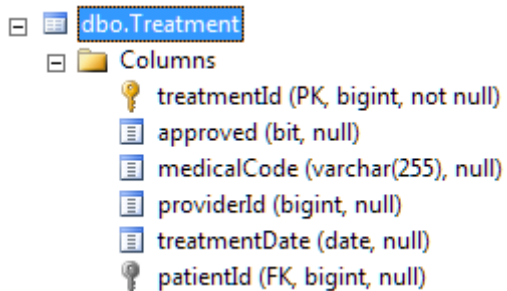 dbo.Treatment
Columns
treatmentId (PK, bigint, not null)
approved (bit, null)
medicalCode (varchar(255), null)
providerId (bigint, null)
treatmentDate (date, null)
patientId (FK, bigint, null)